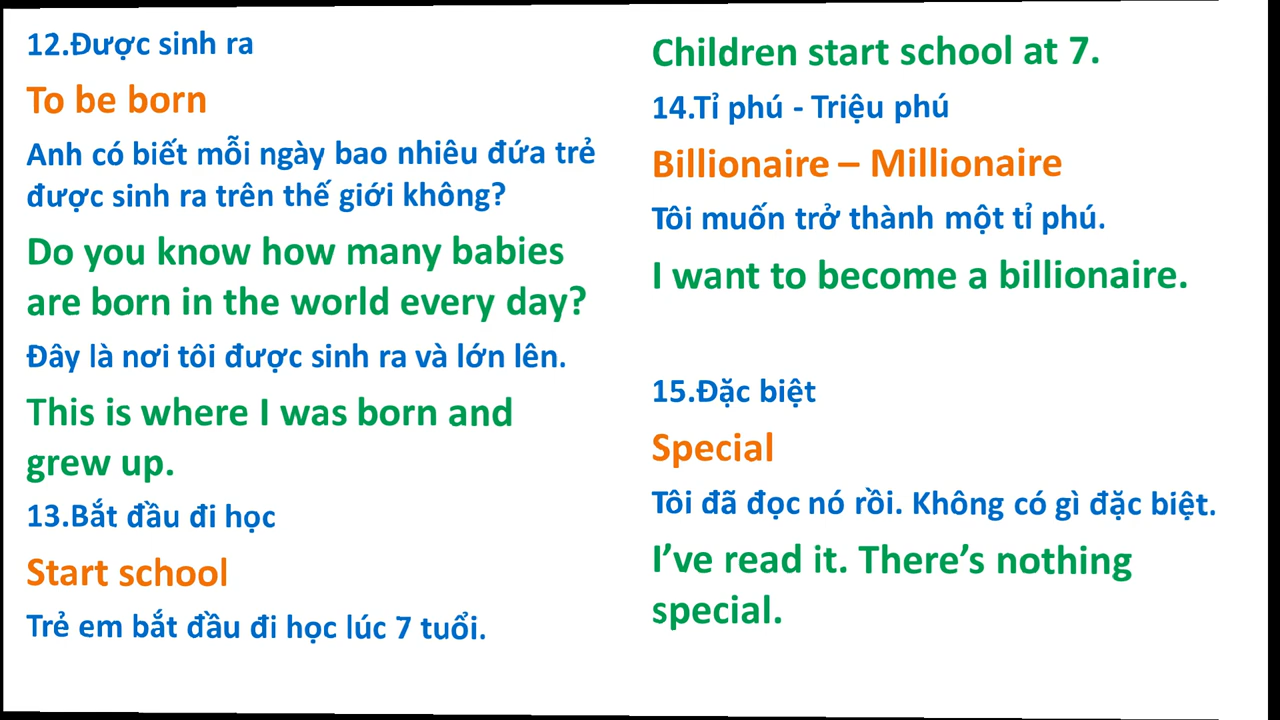 12.Được sinh ra
To be born
Anh có biết mỗi ngày bao nhiêu đứa trẻ
được sinh ra trên thế giới không?
Do you know how many babies
are born in the world every day?
Đây là nơi tôi được sinh ra và lớn lên.
This is where I was born and
grew up.
13.Bắt đầu đi học
Start school
Trẻ em bắt đầu đi học lúc 7 tuổi.
Children start school at 7.
14.Tỉ phú - Triệu phú
Billionaire – Millionaire
Tôi muốn trở thành một tỉ phú.
I want to become a billionaire.
15.Đặc biệt
Special
Tôi đã đọc nó rồi. Không có gì đặc biệt.
I’ve read it. There’s nothing
special.